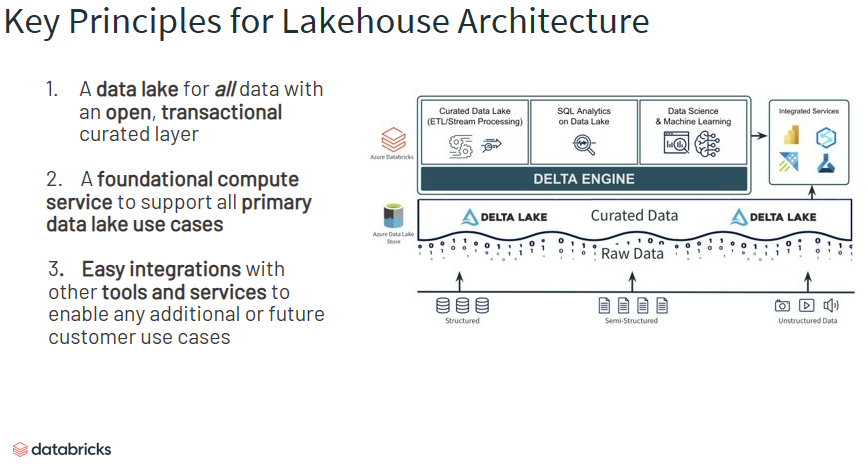 Key Principles for Lakehouse Architecture
1. A data lake for all data with
an open, transactional
curated layer
2. A foundational compute
service to support all primary
data lake use cases
3. Easy integrations with
other tools and services to
enable any additional or future
customer use cases
Azure Databricks
Curated Data Lake
(ETL/Stream Processing)
SQL Analytics
on Data Lake
Data Science
& Machine Learning
Integrated Services
DELTA ENGINE
Azure Data Lake
Store
DELTA LAKE
Curated Data
DELTA LAKE
Raw Data
Structured
Semi-Structured
Unstructured Data
databricks